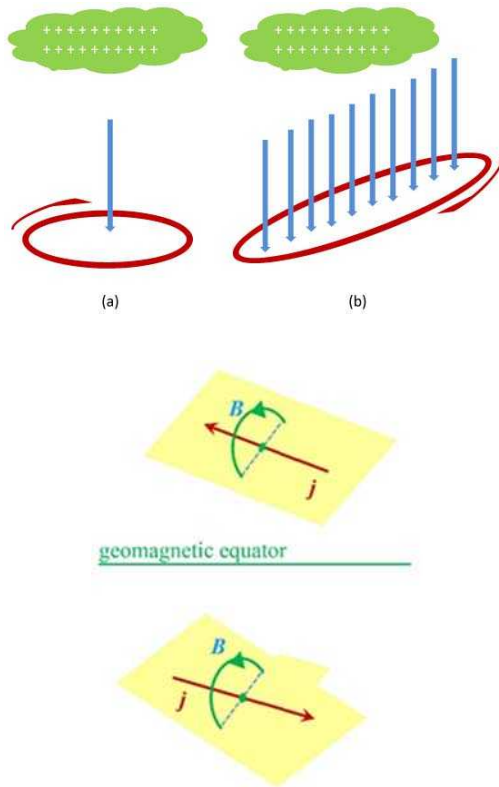 + + + + + + + + + +
+ + + + + + + + + +
+ + + + + + + + + +
+ + + + + + + + + +
(a)
(b)
B
j
geomagnetic equator
B
j